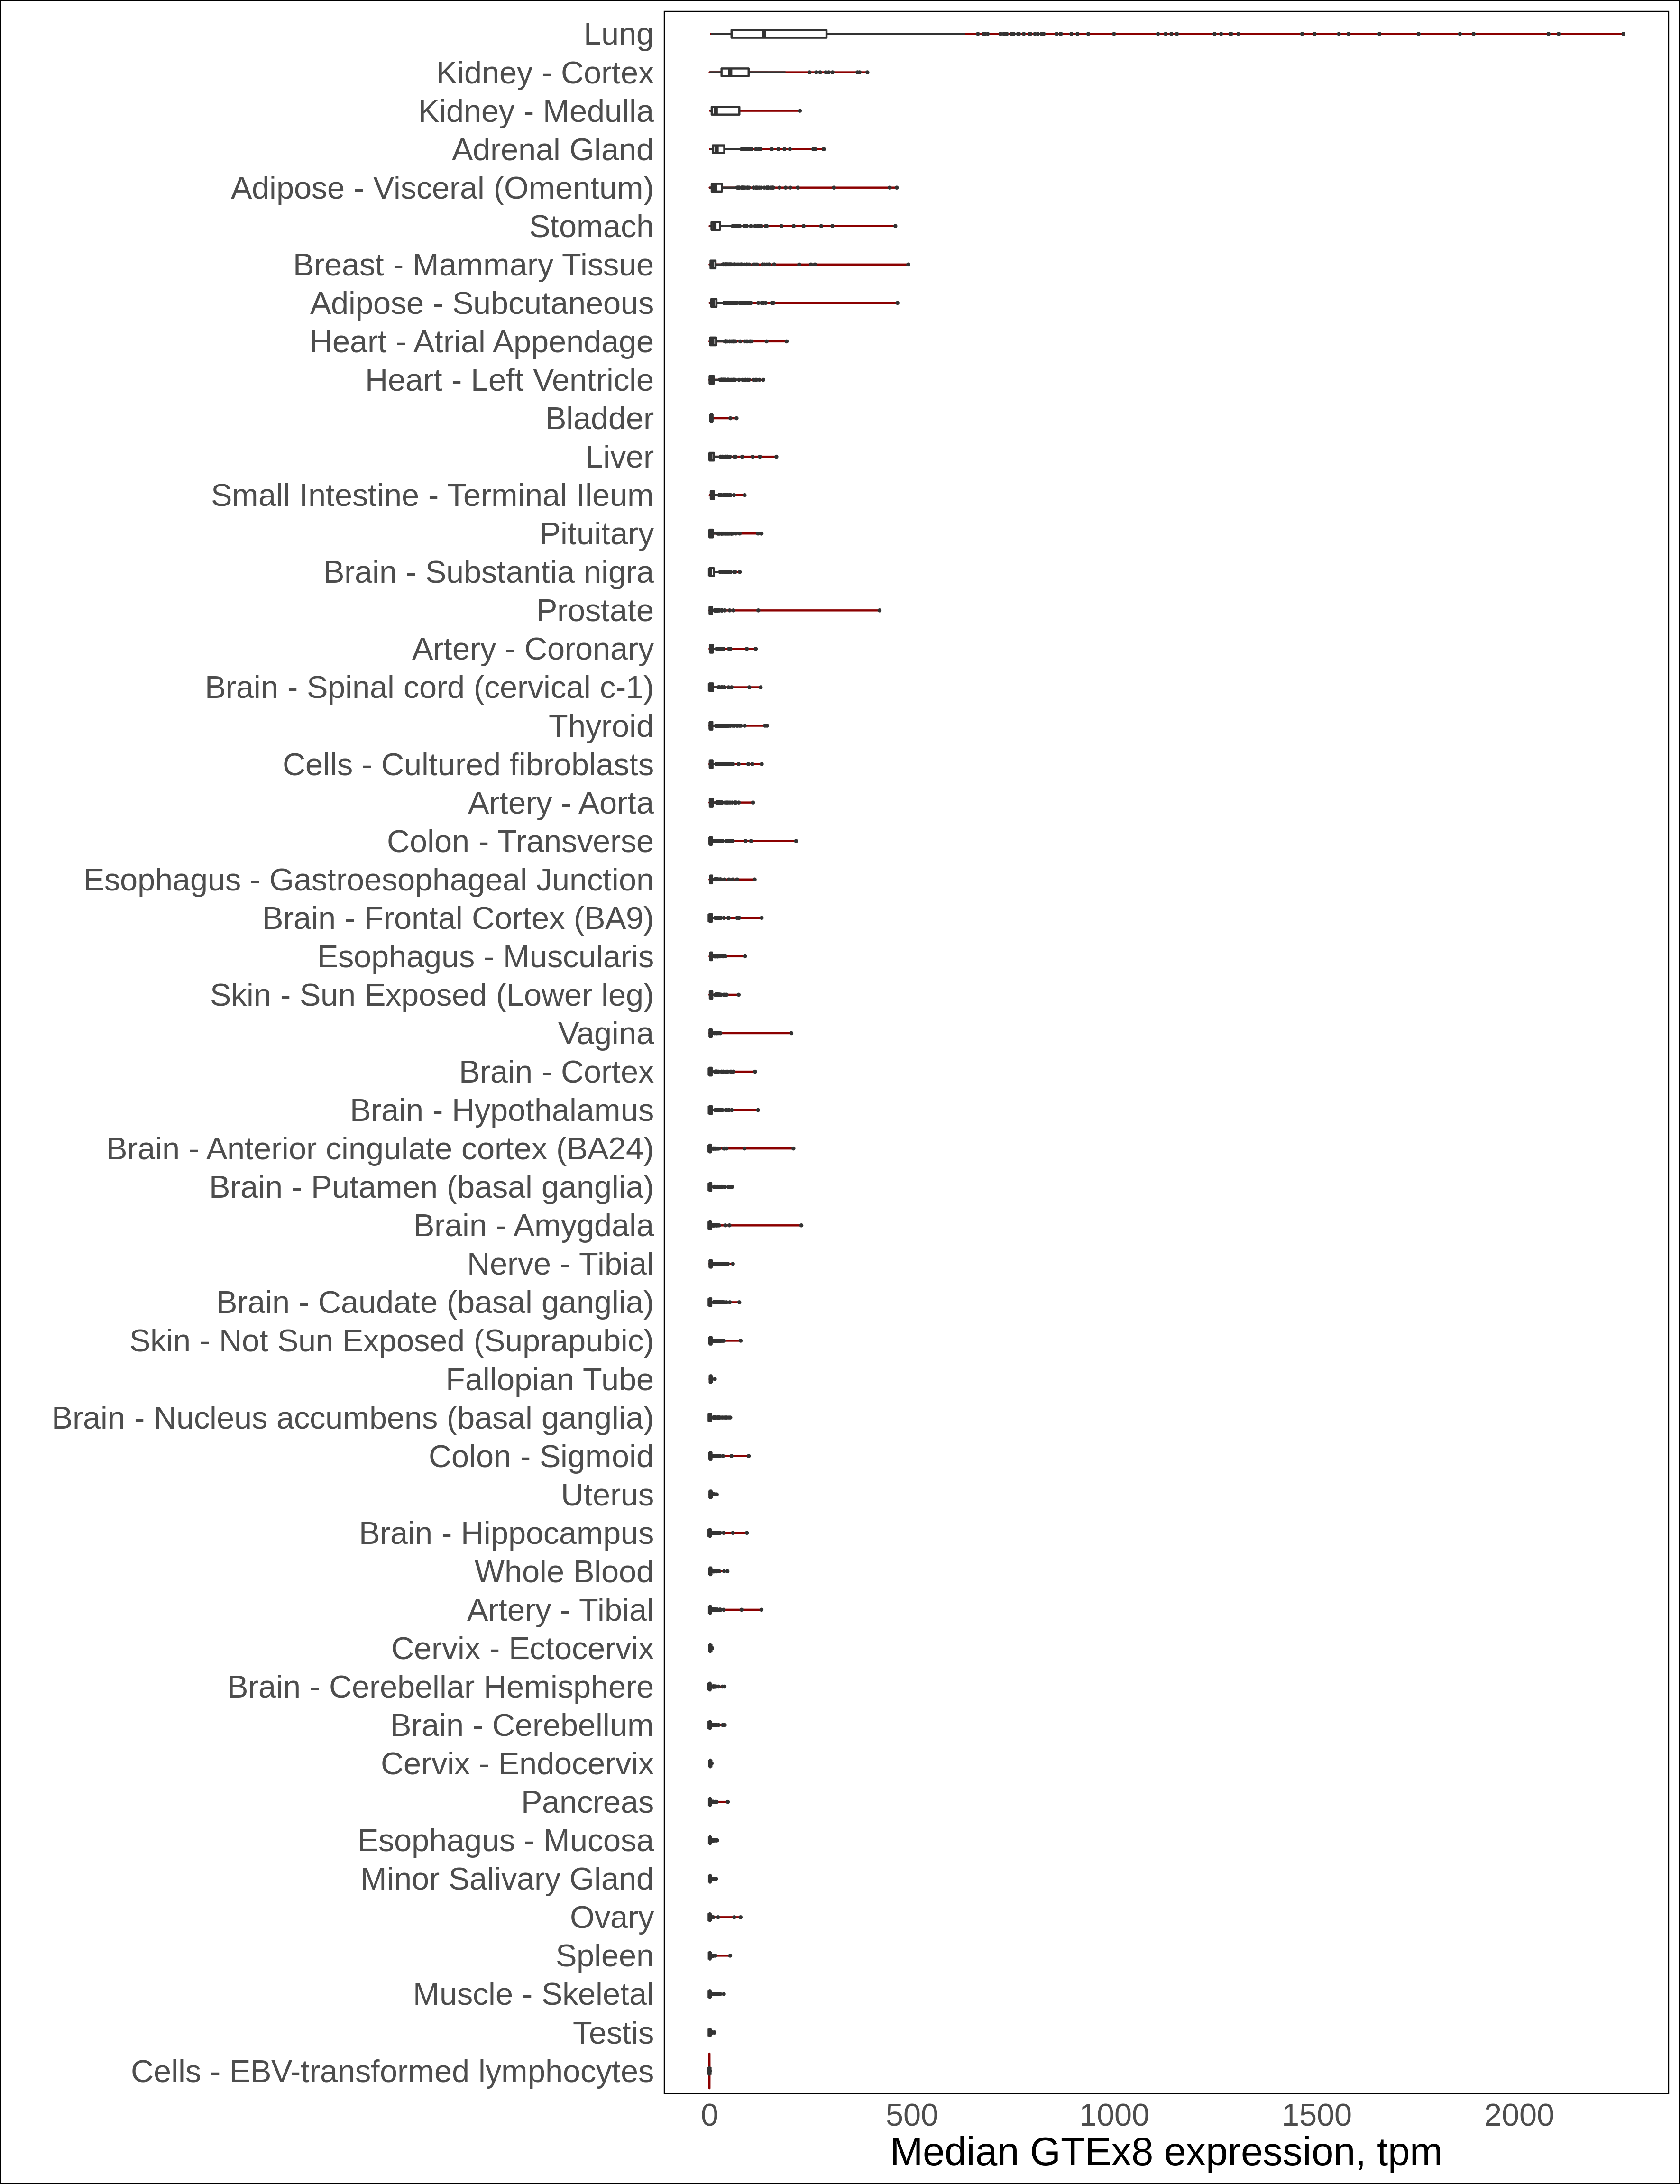 Lung
Kidney - Cortex
Kidney - Medulla
Adrenal Gland
Adipose - Visceral (Omentum)
Stomach
Breast - Mammary Tissue
Adipose - Subcutaneous
Heart - Atrial Appendage
Heart - Left Ventricle
Bladder
Liver
Small Intestine - Terminal Ileum
Pituitary
Brain - Substantia nigra
Prostate
Artery - Coronary
Brain - Spinal cord (cervical c-1)
Thyroid
Cells - Cultured fibroblasts
Artery - Aorta
Colon - Transverse
Esophagus - Gastroesophageal Junction
Brain - Frontal Cortex (BA9)
Esophagus - Muscularis
Skin - Sun Exposed (Lower leg)
Vagina
Brain - Cortex
Brain - Hypothalamus
Brain - Anterior cingulate cortex (BA24)
Brain - Putamen (basal ganglia)
Brain - Amygdala
Nerve - Tibial
Brain - Caudate (basal ganglia)
Skin - Not Sun Exposed (Suprapubic)
Fallopian Tube
Brain - Nucleus accumbens (basal ganglia)
Colon - Sigmoid
Uterus
Brain - Hippocampus
Whole Blood
Artery - Tibial
Cervix - Ectocervix
Brain - Cerebellar Hemisphere
Brain - Cerebellum
Cervix - Endocervix
Pancreas
Esophagus - Mucosa
Minor Salivary Gland
Ovary
Spleen
Muscle - Skeletal
Testis
Cells - EBV-transformed lymphocytes
0 500 1000 1500 2000
Median GTEx8 expression, tpm